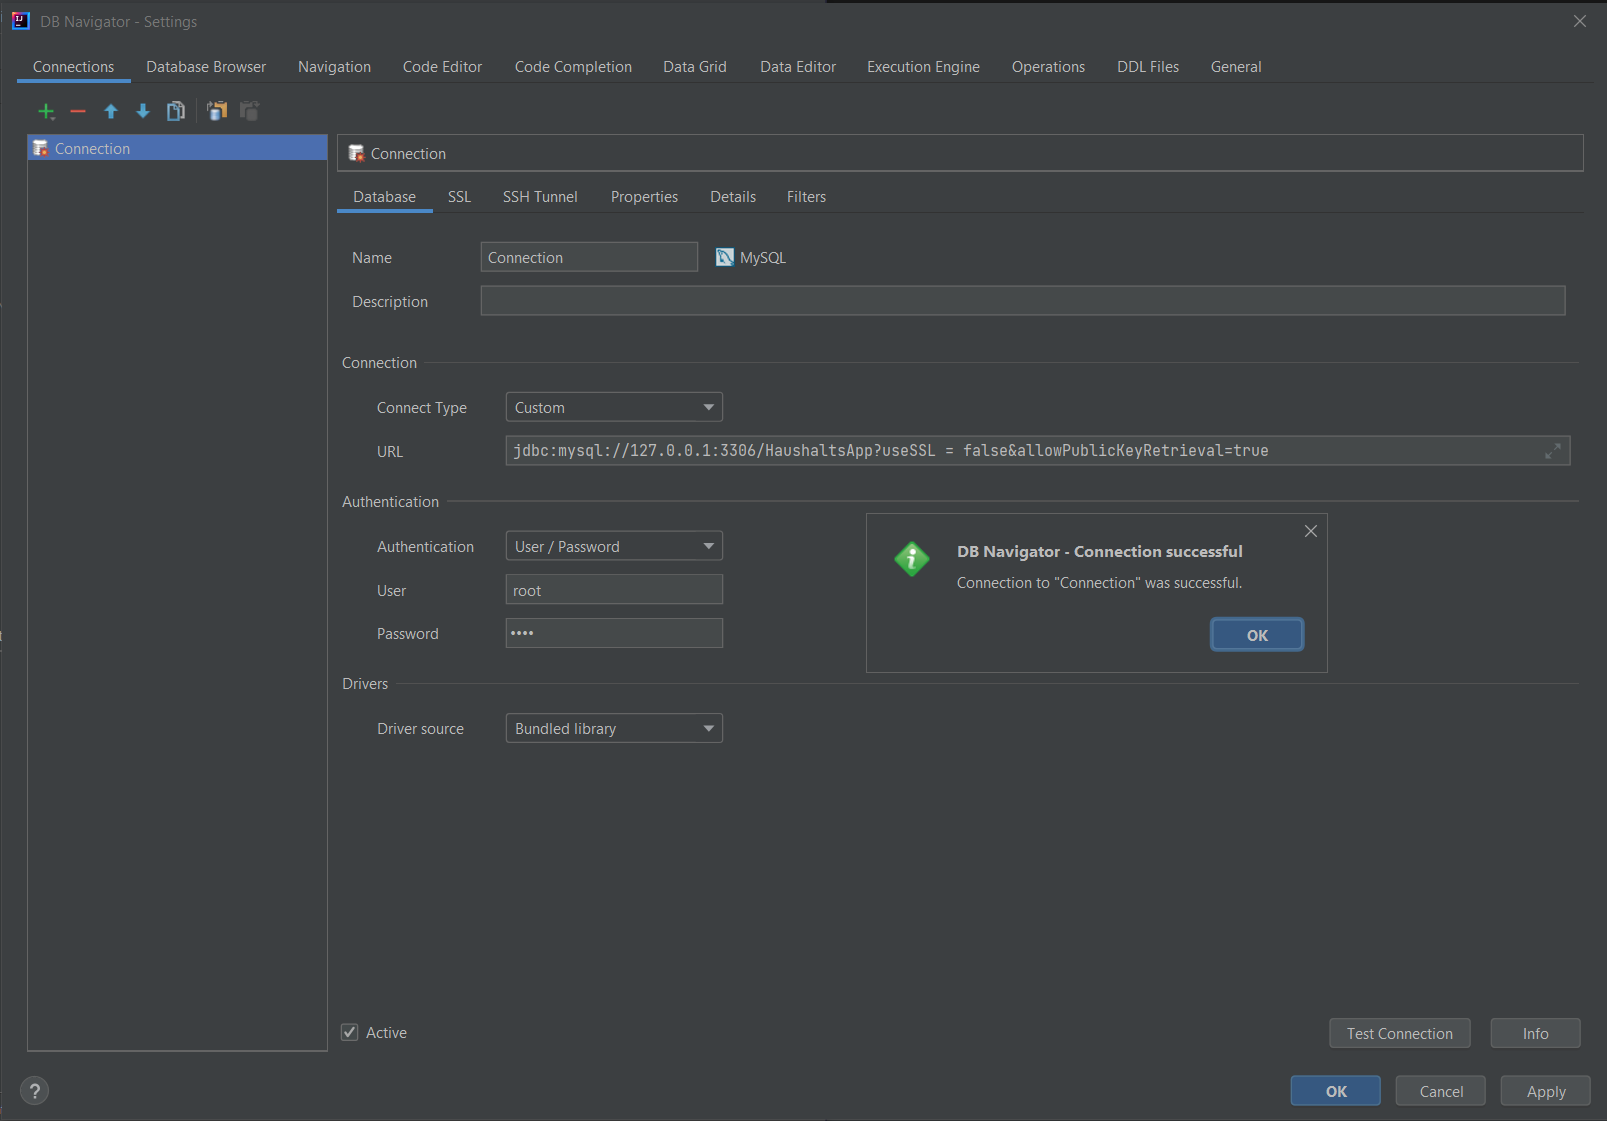 DB Navigator - Settings
Connections Database Browser Navigation Code Editor Code Completion Data Grid Data Editor Execution Engine Operations DDL Files General
Connection
Connection
Database SSL SSH Tunnel Properties Details Filters
Name Connection MySQL
Description
Connection
Connect Type Custom
URL jdbc:mysql://127.0.0.1:3306/HaushaltsApp?useSSL = false&allowPublicKeyRetrieval=true
Authentication
Authentication User / Password
User root
Password ••••
DB Navigator - Connection successful
Connection to "Connection" was successful.
OK
Drivers
Driver source Bundled library
Active
Test Connection Info
?
OK Cancel Apply